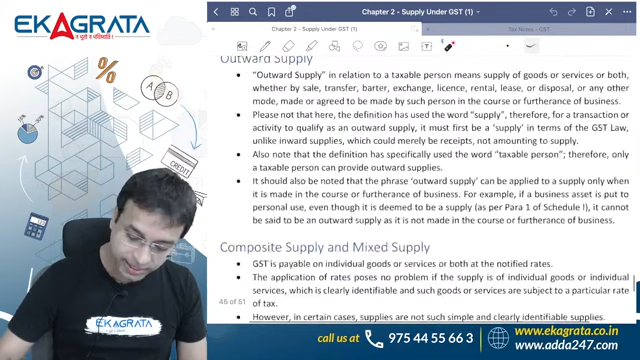 EKAGRATA
Chapter 2 - Supply Under GST (1)
Chapter 2 - Supply Under GST (1)
Tax Notes - GST
Outward Supply
• "Outward Supply" in relation to a taxable person means supply of goods or services or both, whether by sale, transfer, barter, exchange, licence, rental, lease, or disposal, or any other mode, made or agreed to be made by such person in the course or furtherance of business.
• Please not that here, the definition has used the word "supply", therefore, for a transaction or activity to qualify as an outward supply, it must first be a 'supply' in terms of the GST Law, unlike inward supplies, which could merely be receipts, not amounting to supply.
• Also note that the definition has specifically used the word "taxable person"; therefore, only a taxable person can provide outward supplies.
• It should also be noted that the phrase 'outward supply' can be applied to a supply only when it is made in the course or furtherance of business. For example, if a business asset is put to personal use, even though it is deemed to be a supply (as per Para 1 of Schedule I), it cannot be said to be an outward supply as it is not made in the course or furtherance of business.
Composite Supply and Mixed Supply
• GST is payable on individual goods or services or both at the notified rates.
• The application of rates poses no problem if the supply is of individual goods or individual services, which is clearly identifiable and such goods or services are subject to a particular rate of tax.
• However, in certain cases, supplies are not such simple and clearly identifiable supplies.
45 of 51
%
A
B
CREDIT
EKAGRATA
call us at
975 44 55 66 3
www.ekagrata.co.in
www.adda247.com